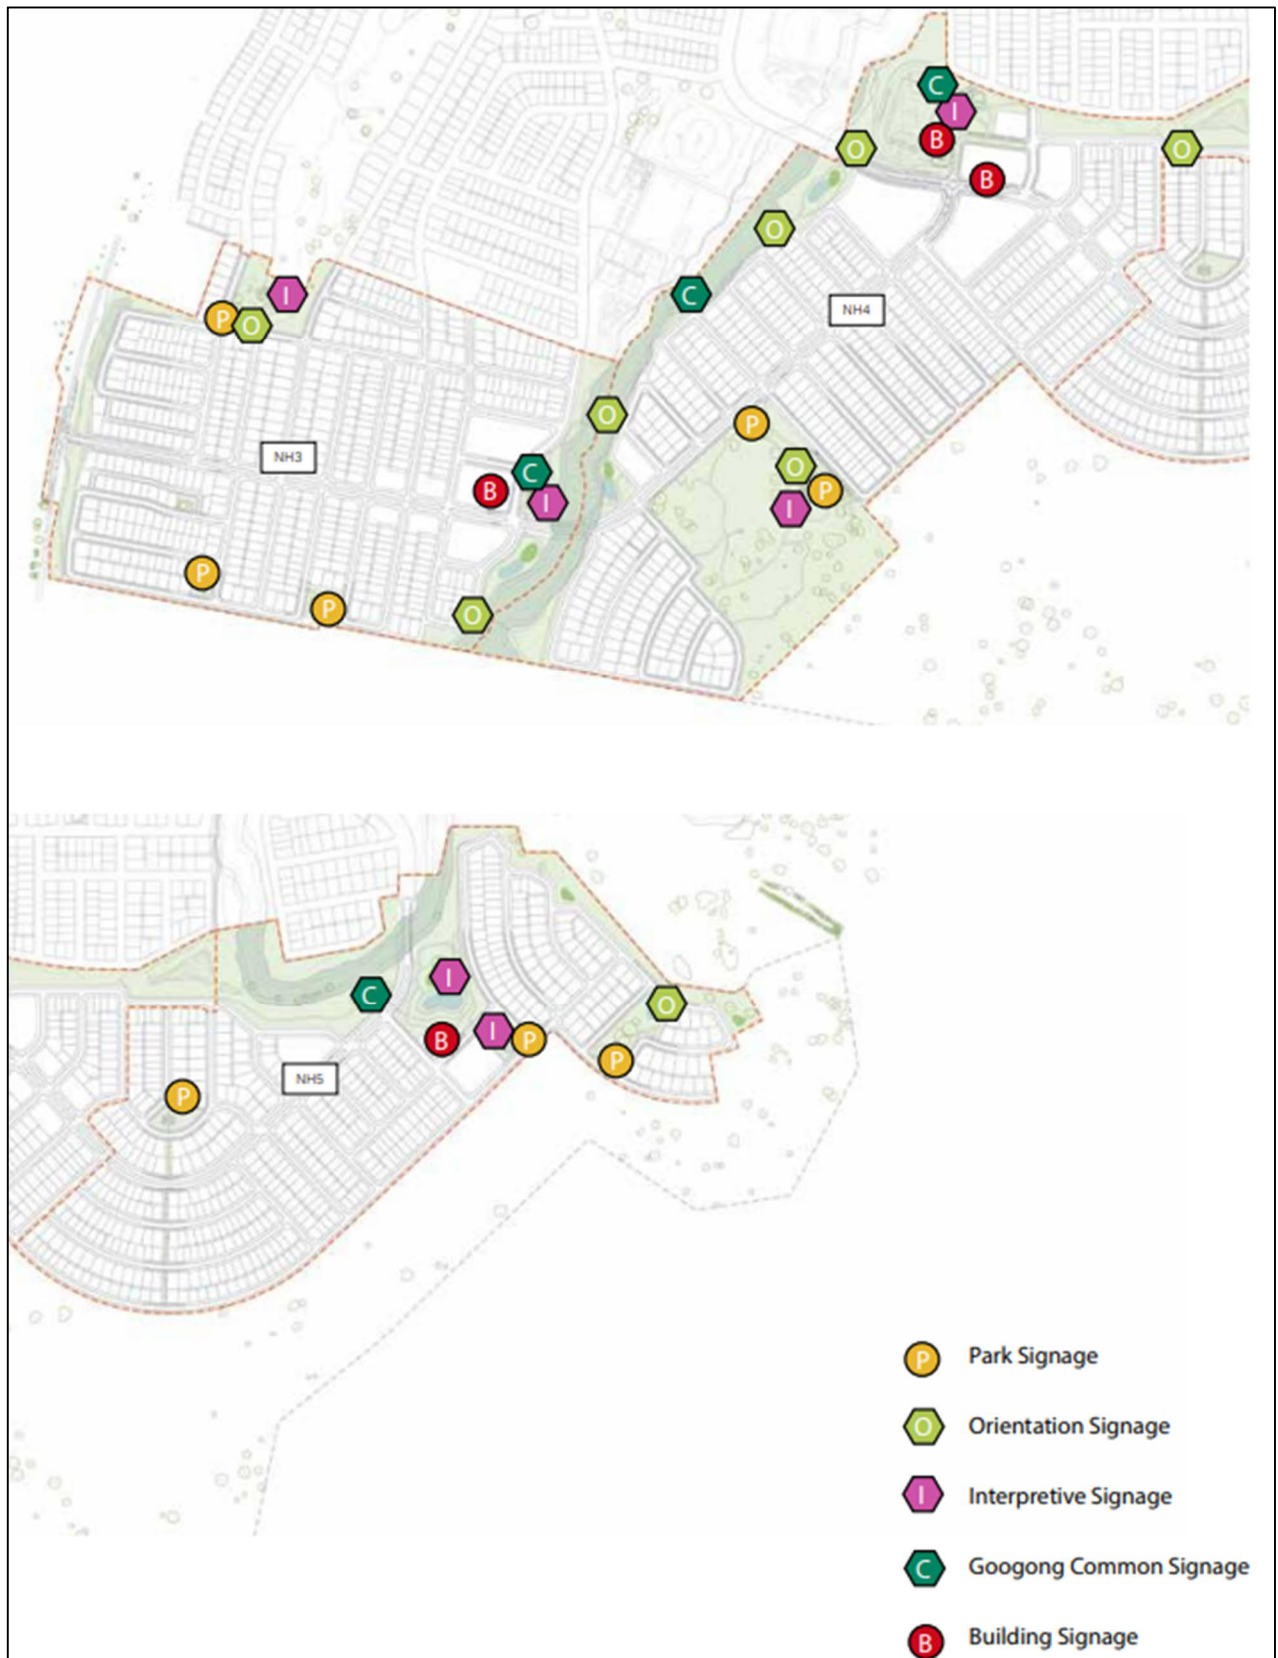 C
I
B
O
O
B
O
C
I
P
O
NH4
O
P
NH3
C
O
B
I
P
I
P
P
O
I
C
O
I
B
P
P
NH5
P
P Park Signage
O Orientation Signage
I Interpretive Signage
C Googong Common Signage
B Building Signage